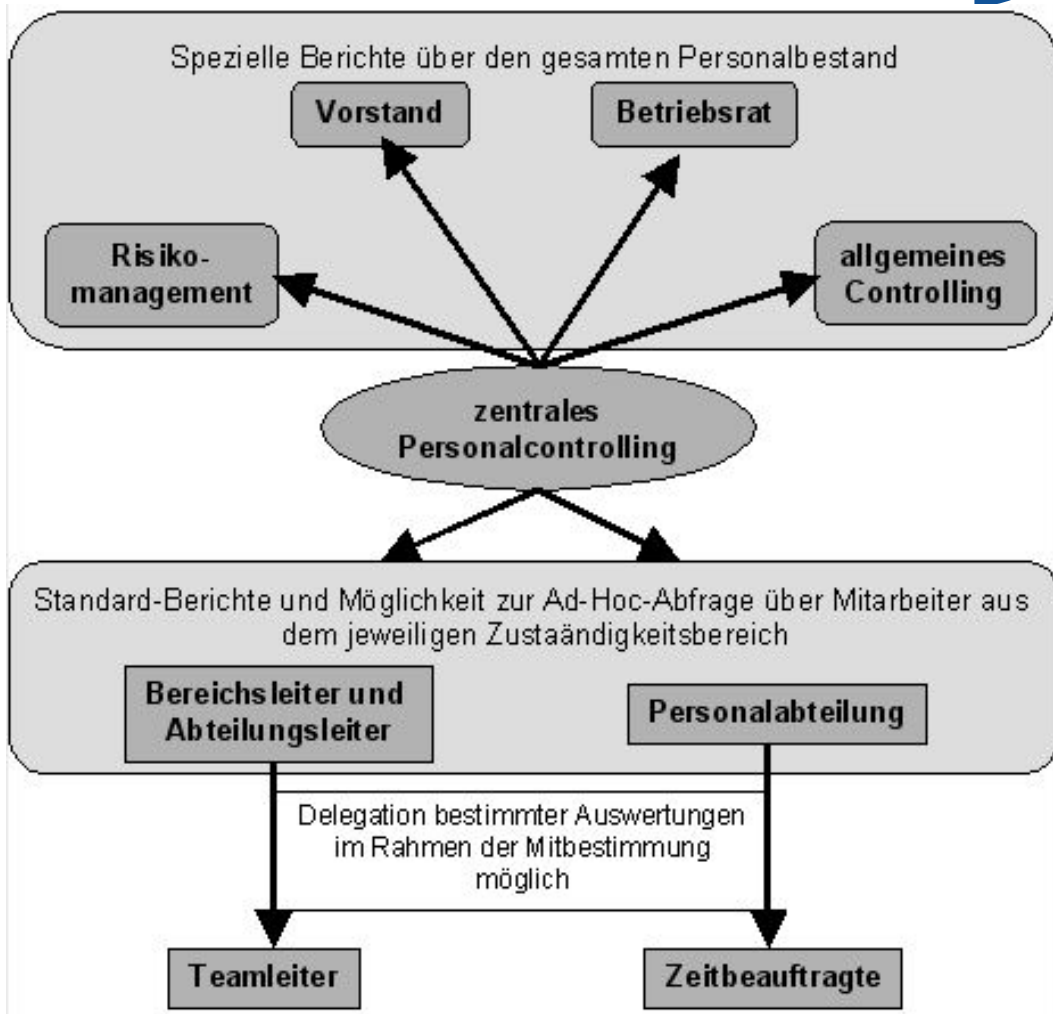 Spezielle Berichte über den gesamten Personalbestand
Vorstand
Betriebsrat
Risiko-
management
allgemeines
Controlling
zentrales
Personalcontrolling
Standard-Berichte und Möglichkeit zur Ad-Hoc-Abfrage über Mitarbeiter aus
dem jeweiligen Zustaändigkeitsbereich
Bereichsleiter und
Abteilungsleiter
Personalabteilung
Delegation bestimmter Auswertungen
im Rahmen der Mitbestimmung
möglich
Teamleiter
Zeitbeauftragte